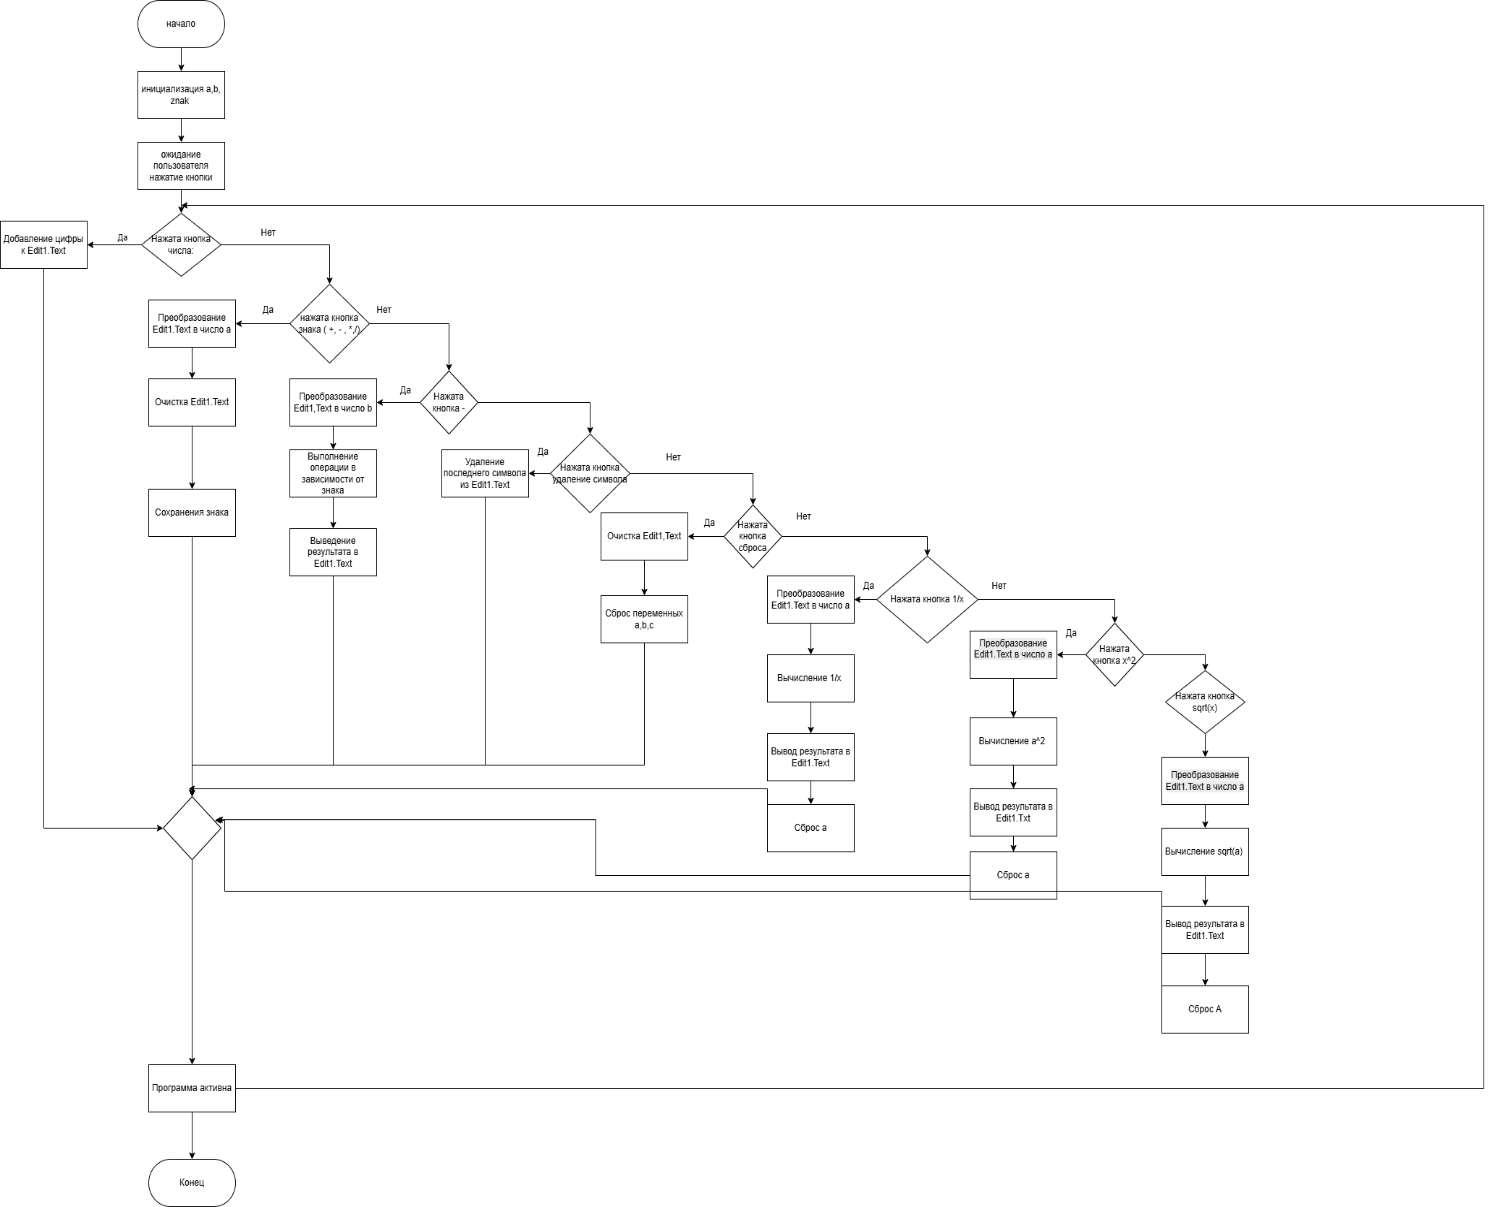 начало
инициализация a,b,
znak
ожидание
пользователя
нажатие кнопки
Нажата кнопка
числа:
Да
Нет
Добавление цифры
к Edit1.Text
нажата кнопка
знака ( +, - , *,/)
Да
Нет
Преобразование
Edit1.Text в число a
Очистка Edit1.Text
Сохранения знака
Нажата
кнопка -
Да
Преобразование
Edit1,Text в число b
Выполнение
операции в
зависимости от
знака
Выведение
результата в
Edit1.Text
Нажата кнопка
удаление символа
Да
Нет
Удаление
последнего символа
из Edit1.Text
Нажата
кнопка
сброса
Да
Нет
Очистка Edit1,Text
Сброс переменных
a,b,c
Нажата кнопка 1/x
Да
Нет
Преобразование
Edit1.Text в число a
Вычисление 1/x
Вывод результата в
Edit1.Text
Сброс a
Нажата
кнопка x^2
Да
Преобразование
Edit1.Text в число a
Вычисление a^2
Вывод результата в
Edit1.Txt
Сброс a
Нажата кнопка
sqrt(x)
Преобразование
Edit1.Text в число a
Вычисление sqrt(a)
Вывод результата в
Edit1.Text
Сброс A
Программа активна
Конец